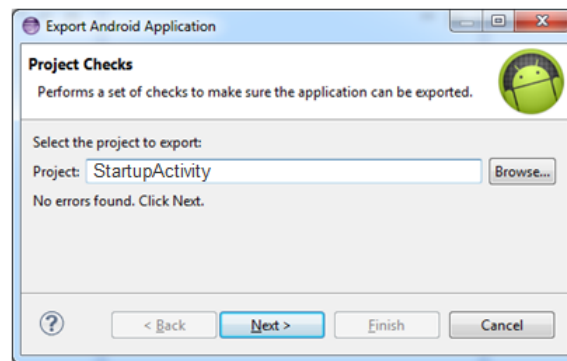 Export Android Application
Project Checks
Performs a set of checks to make sure the application can be exported.
Select the project to export:
Project: StartupActivity Browse...
No errors found. Click Next.
? < Back Next > Finish Cancel